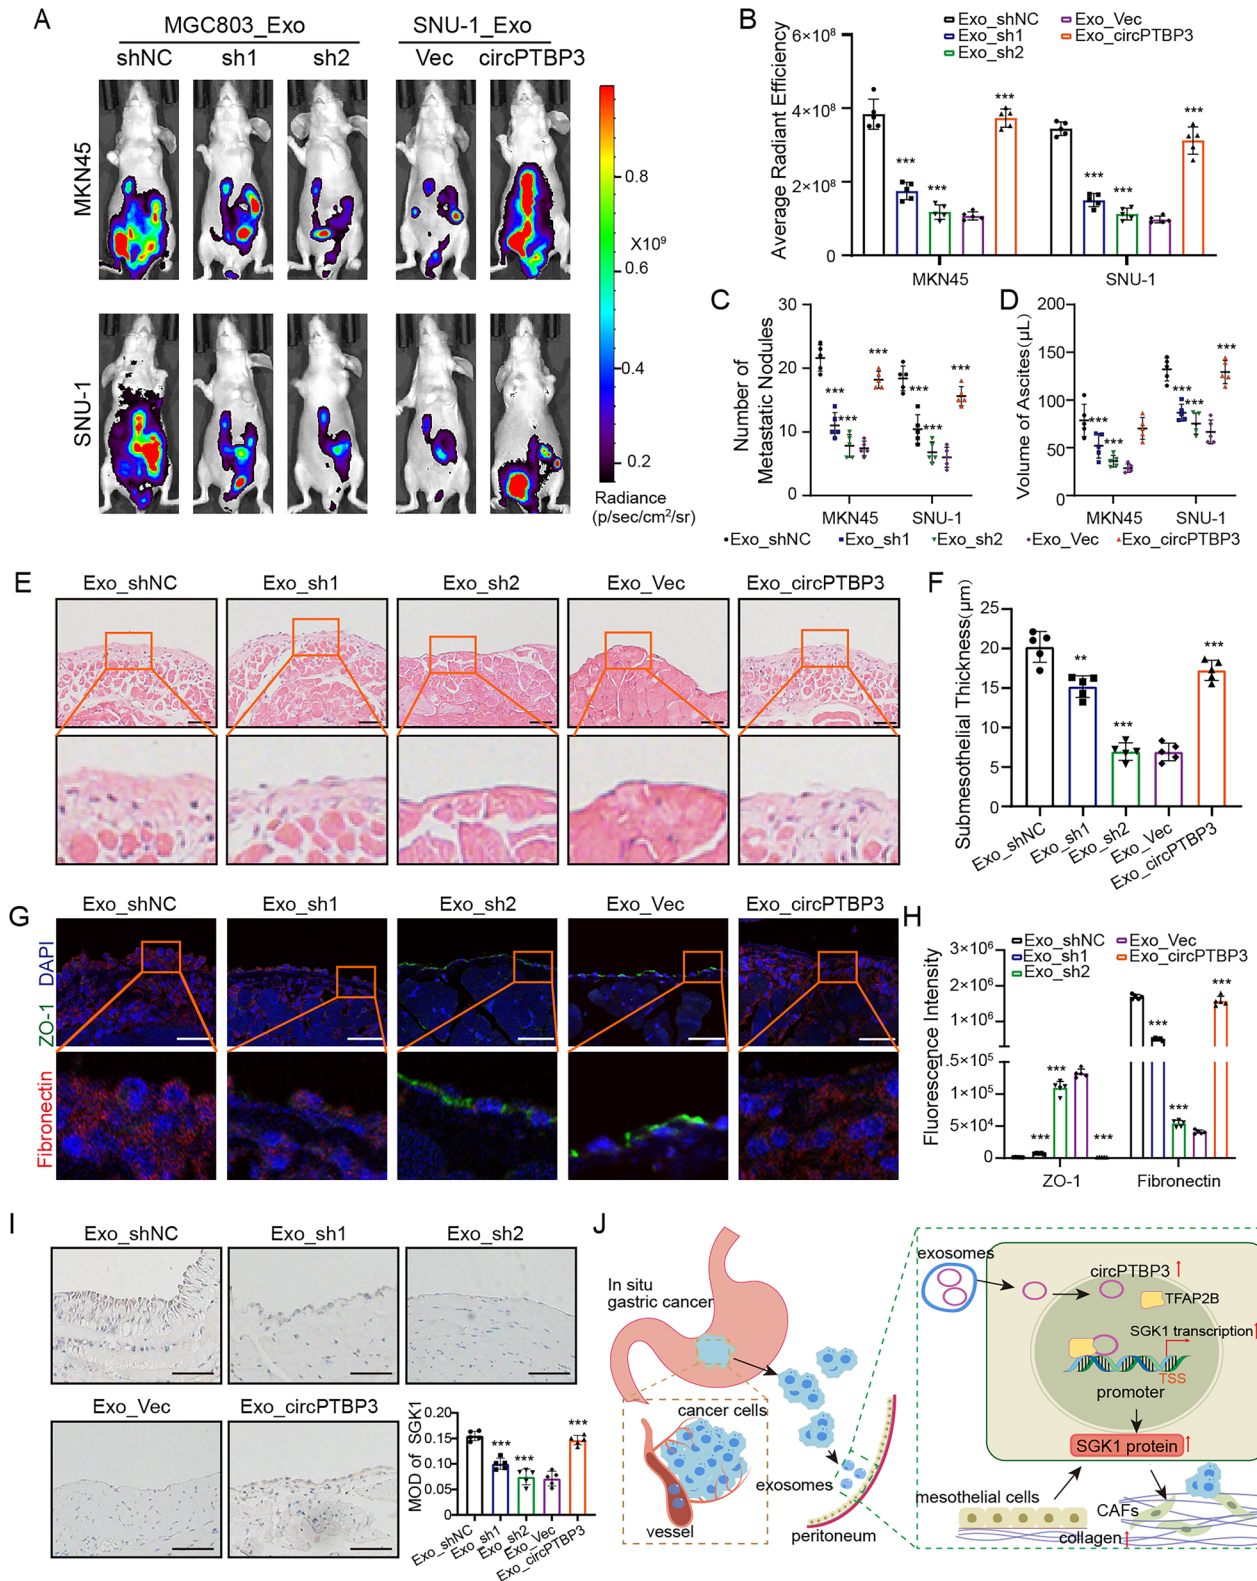 A
MGC803_Exo
SNU-1_Exo
shNC
sh1
sh2
Vec
circPTBP3
MKN45
SNU-1
0.8
X10⁹
0.6
0.4
0.2
Radiance
(p/sec/cm²/sr)
B
Exo_shNC
Exo_Vec
Exo_sh1
Exo_circPTBP3
Exo_sh2
Average Radiant Efficiency
6×10⁸
4×10⁸
2×10⁸
0
***
***
***
***
***
***
MKN45
SNU-1
C
Number of
Metastatic Nodules
30
20
10
0
***
***
***
***
***
***
MKN45
SNU-1
D
Volume of Ascites(μL)
200
150
100
50
0
***
***
***
***
***
MKN45
SNU-1
Exo_shNC
Exo_sh1
Exo_sh2
Exo_Vec
Exo_circPTBP3
E
Exo_shNC
Exo_sh1
Exo_sh2
Exo_Vec
Exo_circPTBP3
F
Submesothelial Thickness(μm)
25
20
15
10
5
0
**
***
***
Exo_shNC
Exo_sh1
Exo_sh2
Exo_Vec
Exo_circPTBP3
G
Exo_shNC
Exo_sh1
Exo_sh2
Exo_Vec
Exo_circPTBP3
Fibronectin ZO-1 DAPI
H
Exo_shNC
Exo_Vec
Exo_sh1
Exo_circPTBP3
Exo_sh2
Fluorescence Intensity
3×10⁶
2×10⁶
1×10⁶
1.5×10⁵
1×10⁵
5×10⁴
0
***
***
***
***
***
***
ZO-1
Fibronectin
I
Exo_shNC
Exo_sh1
Exo_sh2
Exo_Vec
Exo_circPTBP3
MOD of SGK1
0.20
0.15
0.10
0.05
0
***
***
***
Exo_shNC
Exo_sh1
Exo_sh2
Exo_Vec
Exo_circPTBP3
J
In situ
gastric cancer
cancer cells
vessel
exosomes
peritoneum
exosomes
circPTBP3
TFAP2B
SGK1 transcription
TSS
promoter
SGK1 protein
mesothelial cells
CAFs
collagen